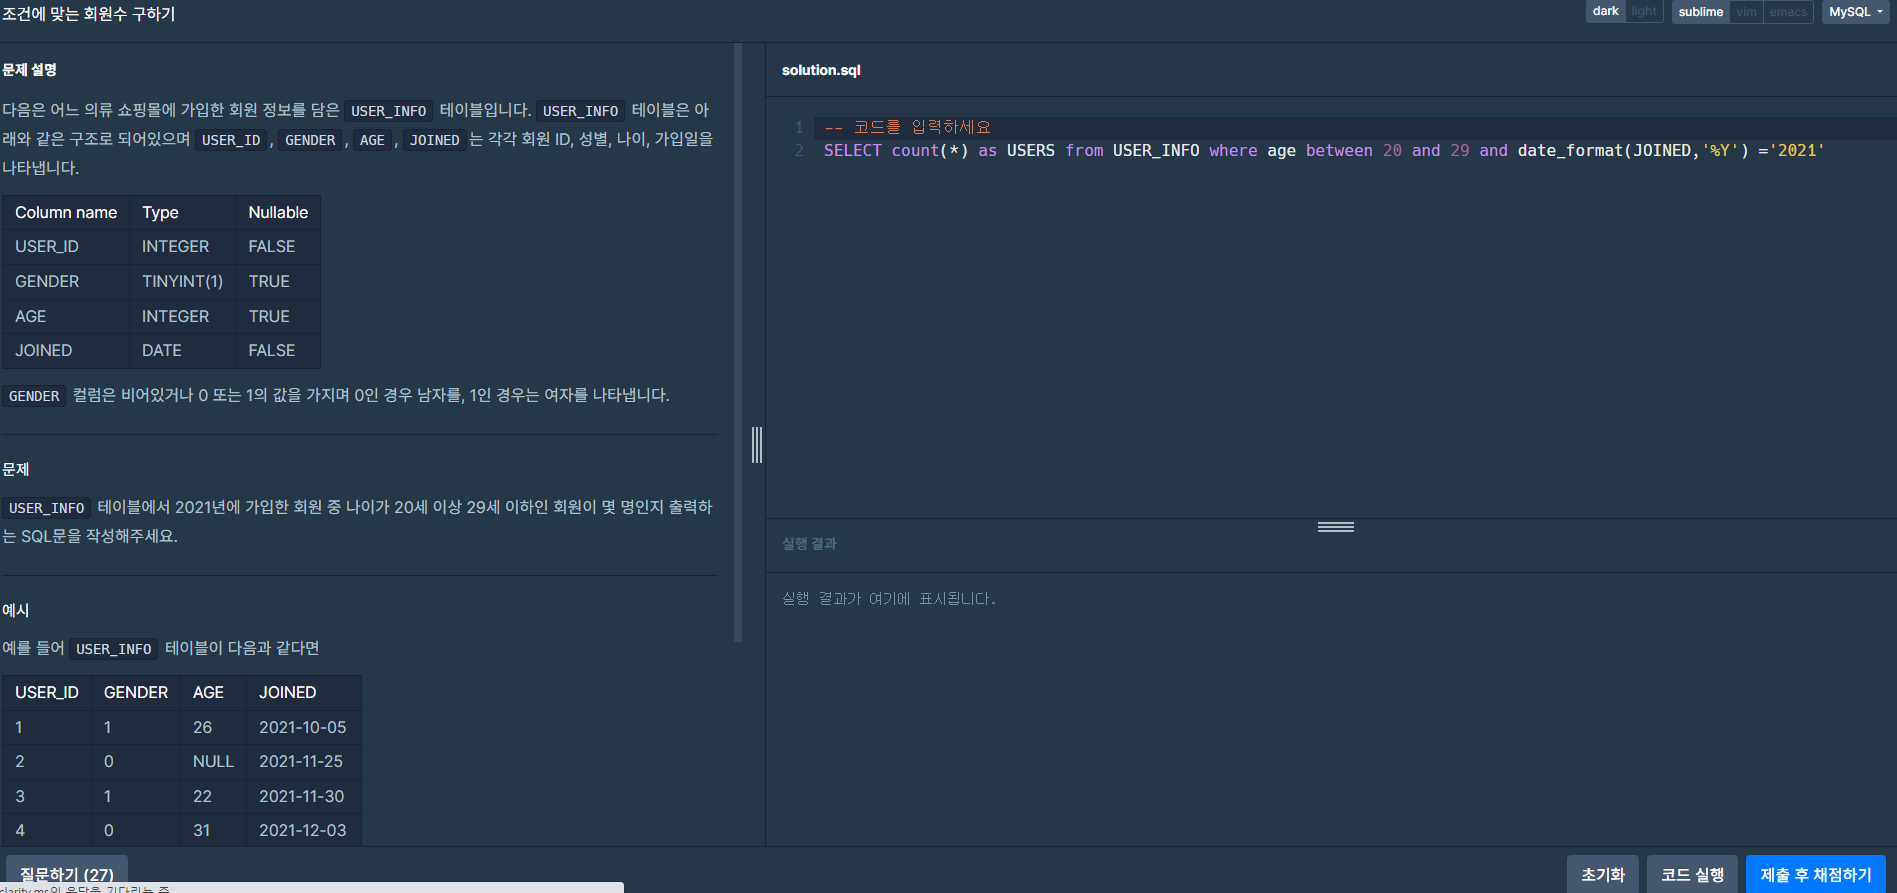 조건에 맞는 회원수 구하기
dark light sublime vim emacs MySQL
문제 설명
다음은 어느 의류 쇼핑몰에 가입한 회원 정보를 담은 USER_INFO 테이블입니다. USER_INFO 테이블은 아
래와 같은 구조로 되어있으며 USER_ID, GENDER, AGE, JOINED는 각각 회원 ID, 성별, 나이, 가입일을
나타냅니다.
Column name Type Nullable
USER_ID INTEGER FALSE
GENDER TINYINT(1) TRUE
AGE INTEGER TRUE
JOINED DATE FALSE
GENDER 컬럼은 비어있거나 0 또는 1의 값을 가지며 0인 경우 남자를, 1인 경우는 여자를 나타냅니다.
문제
USER_INFO 테이블에서 2021년에 가입한 회원 중 나이가 20세 이상 29세 이하인 회원이 몇 명인지 출력하
는 SQL문을 작성해주세요.
예시
예를 들어 USER_INFO 테이블이 다음과 같다면
USER_ID GENDER AGE JOINED
1 1 26 2021-10-05
2 0 NULL 2021-11-25
3 1 22 2021-11-30
4 0 31 2021-12-03
solution.sql
1 -- 코드를 입력하세요
2 SELECT count(*) as USERS from USER_INFO where age between 20 and 29 and date_format(JOINED,'%Y') ='2021'
실행 결과
실행 결과가 여기에 표시됩니다.
질문하기 (27)
초기화 코드 실행 제출 후 채점하기
clarity.ms의 응답을 기다리는 중